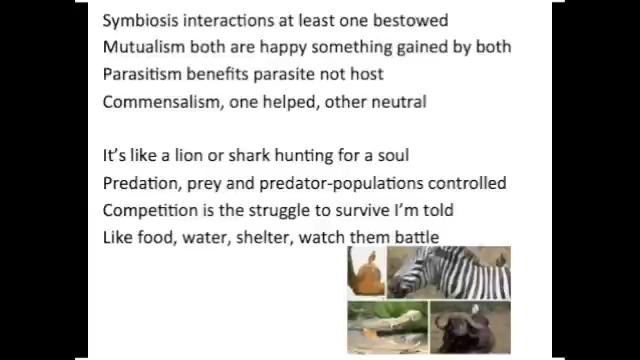 Symbiosis interactions at least one bestowed
Mutualism both are happy something gained by both
Parasitism benefits parasite not host
Commensalism, one helped, other neutral
It's like a lion or shark hunting for a soul
Predation, prey and predator-populations controlled
Competition is the struggle to survive I'm told
Like food, water, shelter, watch them battle